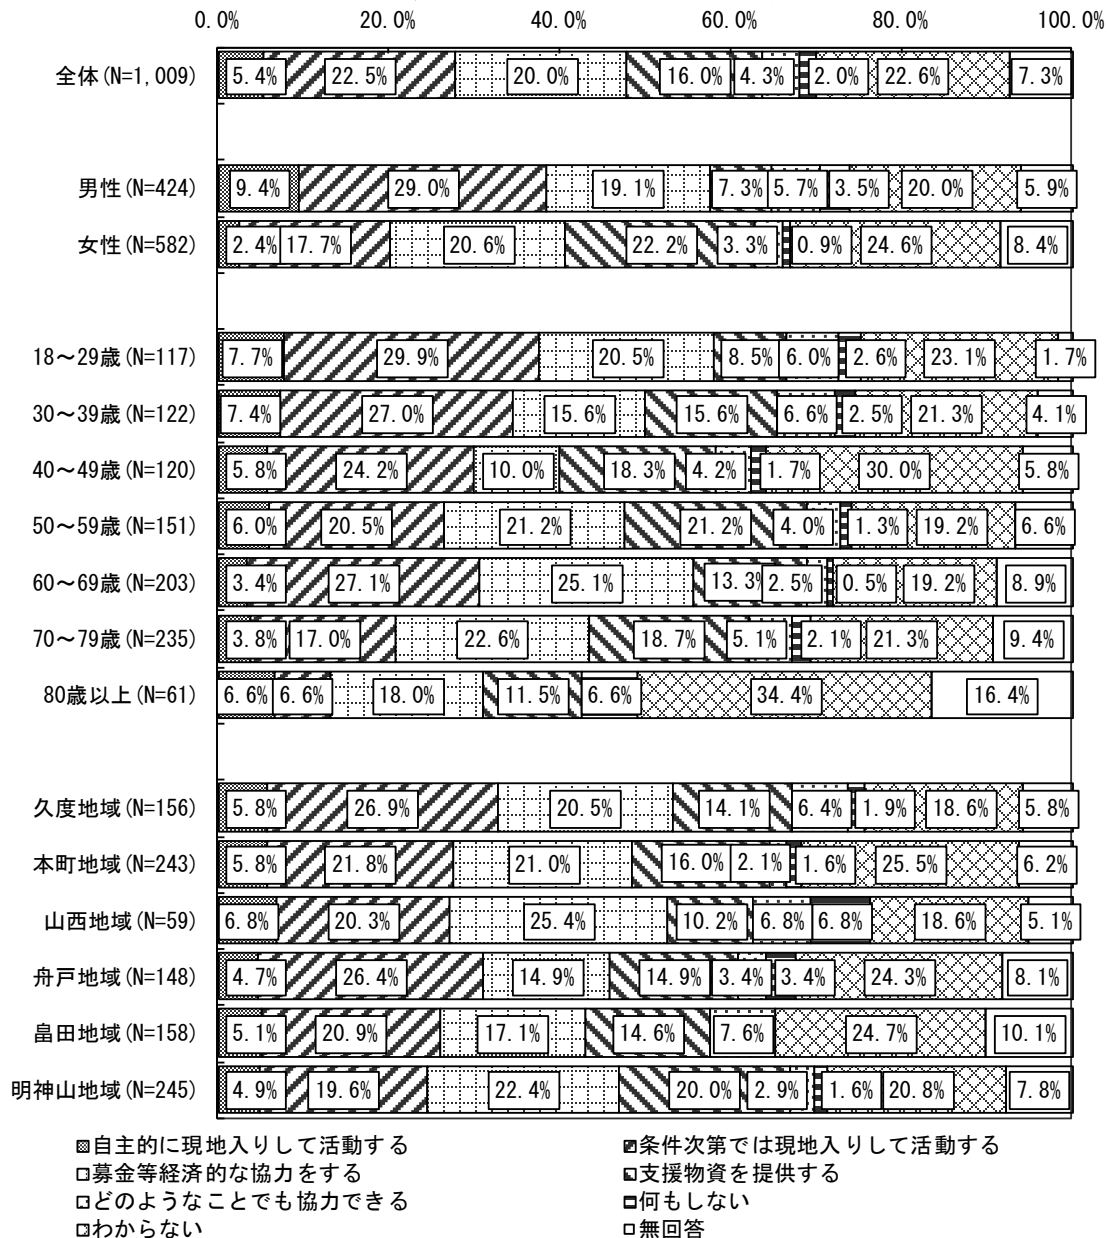 0.0% 20.0% 40.0% 60.0% 80.0% 100.0%
全体(N=1,009) 5.4% 22.5% 20.0% 16.0% 4.3% 2.0% 22.6% 7.3%
男性(N=424) 9.4% 29.0% 19.1% 7.3% 5.7% 3.5% 20.0% 5.9%
女性(N=582) 2.4% 17.7% 20.6% 22.2% 3.3% 0.9% 24.6% 8.4%
18～29歳(N=117) 7.7% 29.9% 20.5% 8.5% 6.0% 2.6% 23.1% 1.7%
30～39歳(N=122) 7.4% 27.0% 15.6% 15.6% 6.6% 2.5% 21.3% 4.1%
40～49歳(N=120) 5.8% 24.2% 10.0% 18.3% 4.2% 1.7% 30.0% 5.8%
50～59歳(N=151) 6.0% 20.5% 21.2% 21.2% 4.0% 1.3% 19.2% 6.6%
60～69歳(N=203) 3.4% 27.1% 25.1% 13.3% 2.5% 0.5% 19.2% 8.9%
70～79歳(N=235) 3.8% 17.0% 22.6% 18.7% 5.1% 2.1% 21.3% 9.4%
80歳以上(N=61) 6.6% 6.6% 18.0% 11.5% 6.6% 34.4% 16.4%
久度地域(N=156) 5.8% 26.9% 20.5% 14.1% 6.4% 1.9% 18.6% 5.8%
本町地域(N=243) 5.8% 21.8% 21.0% 16.0% 2.1% 1.6% 25.5% 6.2%
山西地域(N=59) 6.8% 20.3% 25.4% 10.2% 6.8% 6.8% 18.6% 5.1%
舟戸地域(N=148) 4.7% 26.4% 14.9% 14.9% 3.4% 3.4% 24.3% 8.1%
畠田地域(N=158) 5.1% 20.9% 17.1% 14.6% 7.6% 24.7% 10.1%
明神山地域(N=245) 4.9% 19.6% 22.4% 20.0% 2.9% 1.6% 20.8% 7.8%
自主的に現地入りして活動する 条件次第では現地入りして活動する
募金等経済的な協力をする 支援物資を提供する
どのようなことでも協力できる 何もしない
わからない 無回答